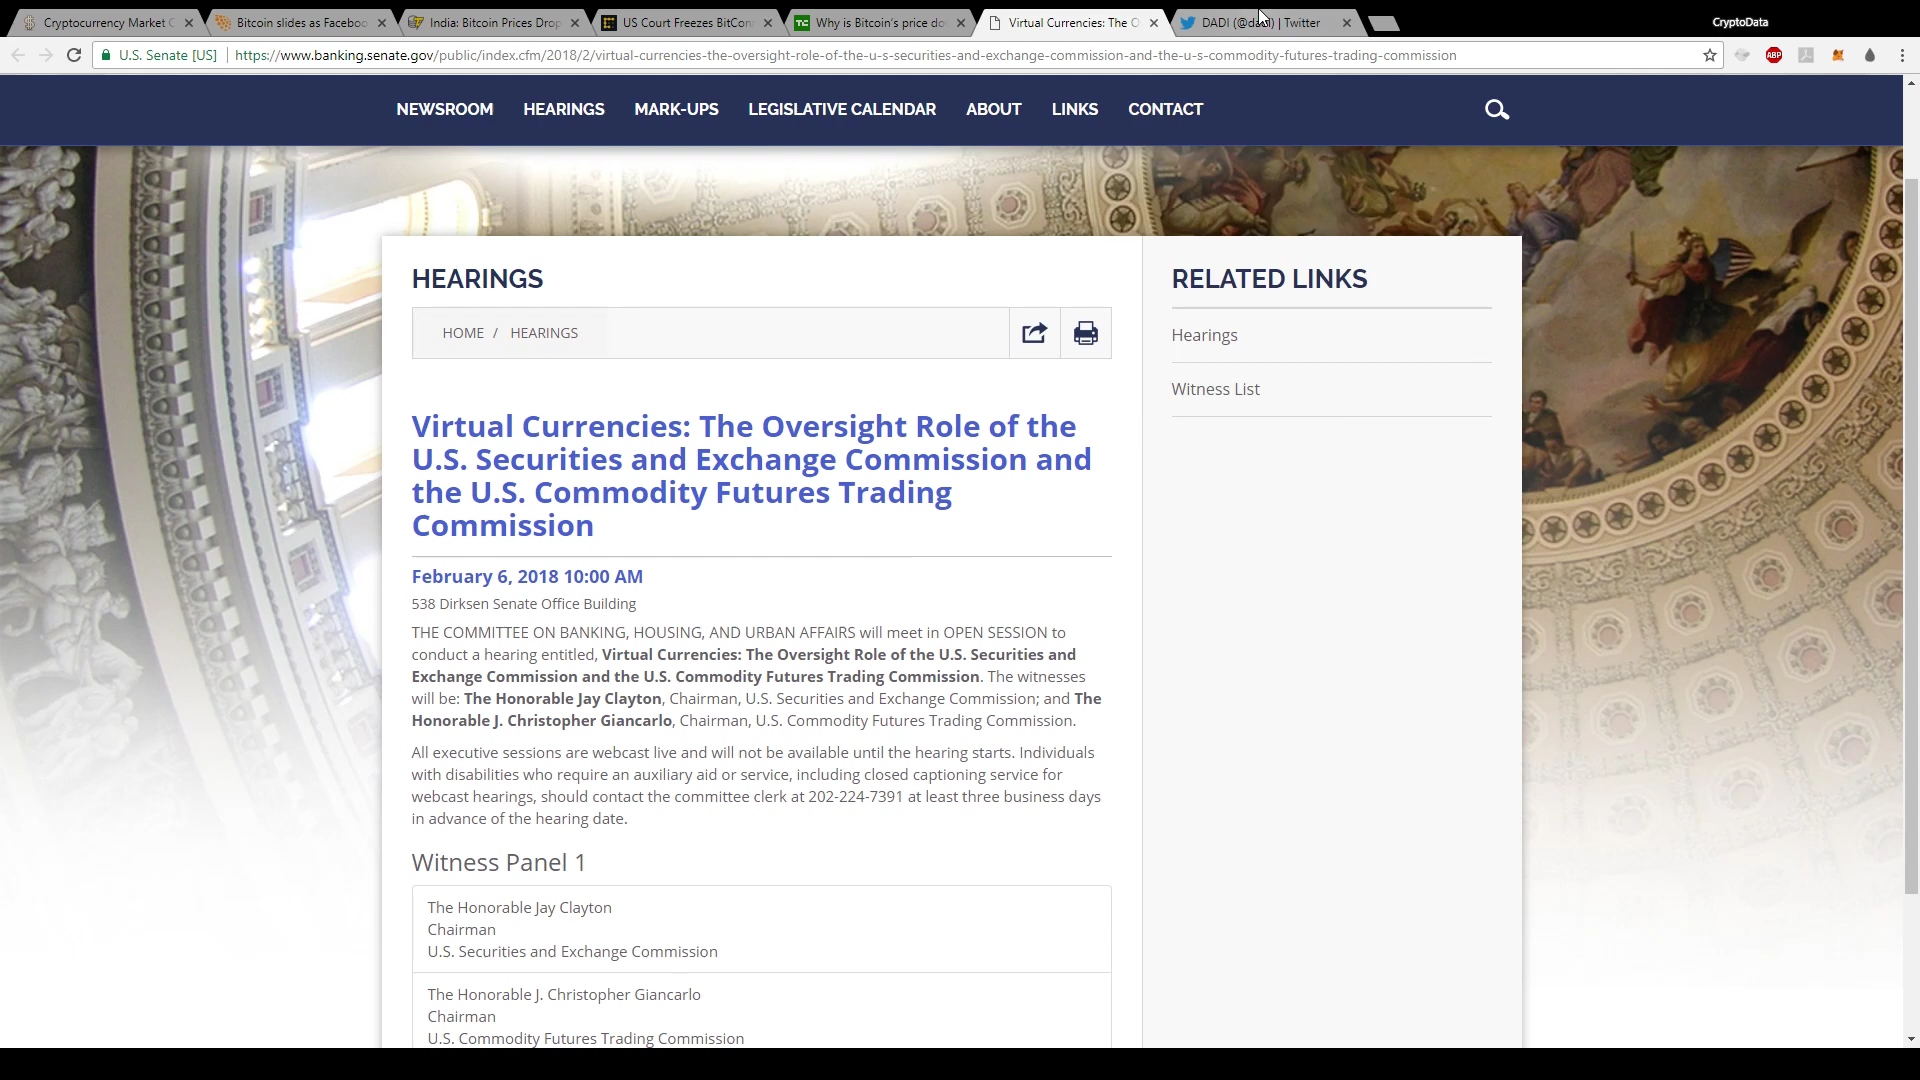 Cryptocurrency Market C
Bitcoin slides as Faceboo
India: Bitcoin Prices Drop
US Court Freezes BitCon
Why is Bitcoin's price do
Virtual Currencies: The O
DADI (@dadi) | Twitter
CryptoData
U.S. Senate [US]
https://www.banking.senate.gov/public/index.cfm/2018/2/virtual-currencies-the-oversight-role-of-the-u-s-securities-and-exchange-commission-and-the-u-s-commodity-futures-trading-commission
ABP
NEWSROOM HEARINGS MARK-UPS LEGISLATIVE CALENDAR ABOUT LINKS CONTACT
HEARINGS
HOME / HEARINGS
Virtual Currencies: The Oversight Role of the
U.S. Securities and Exchange Commission and
the U.S. Commodity Futures Trading
Commission
February 6, 2018 10:00 AM
538 Dirksen Senate Office Building
THE COMMITTEE ON BANKING, HOUSING, AND URBAN AFFAIRS will meet in OPEN SESSION to
conduct a hearing entitled, Virtual Currencies: The Oversight Role of the U.S. Securities and
Exchange Commission and the U.S. Commodity Futures Trading Commission. The witnesses
will be: The Honorable Jay Clayton, Chairman, U.S. Securities and Exchange Commission; and The
Honorable J. Christopher Giancarlo, Chairman, U.S. Commodity Futures Trading Commission.
All executive sessions are webcast live and will not be available until the hearing starts. Individuals
with disabilities who require an auxiliary aid or service, including closed captioning service for
webcast hearings, should contact the committee clerk at 202-224-7391 at least three business days
in advance of the hearing date.
Witness Panel 1
The Honorable Jay Clayton
Chairman
U.S. Securities and Exchange Commission
The Honorable J. Christopher Giancarlo
Chairman
U.S. Commodity Futures Trading Commission
RELATED LINKS
Hearings
Witness List